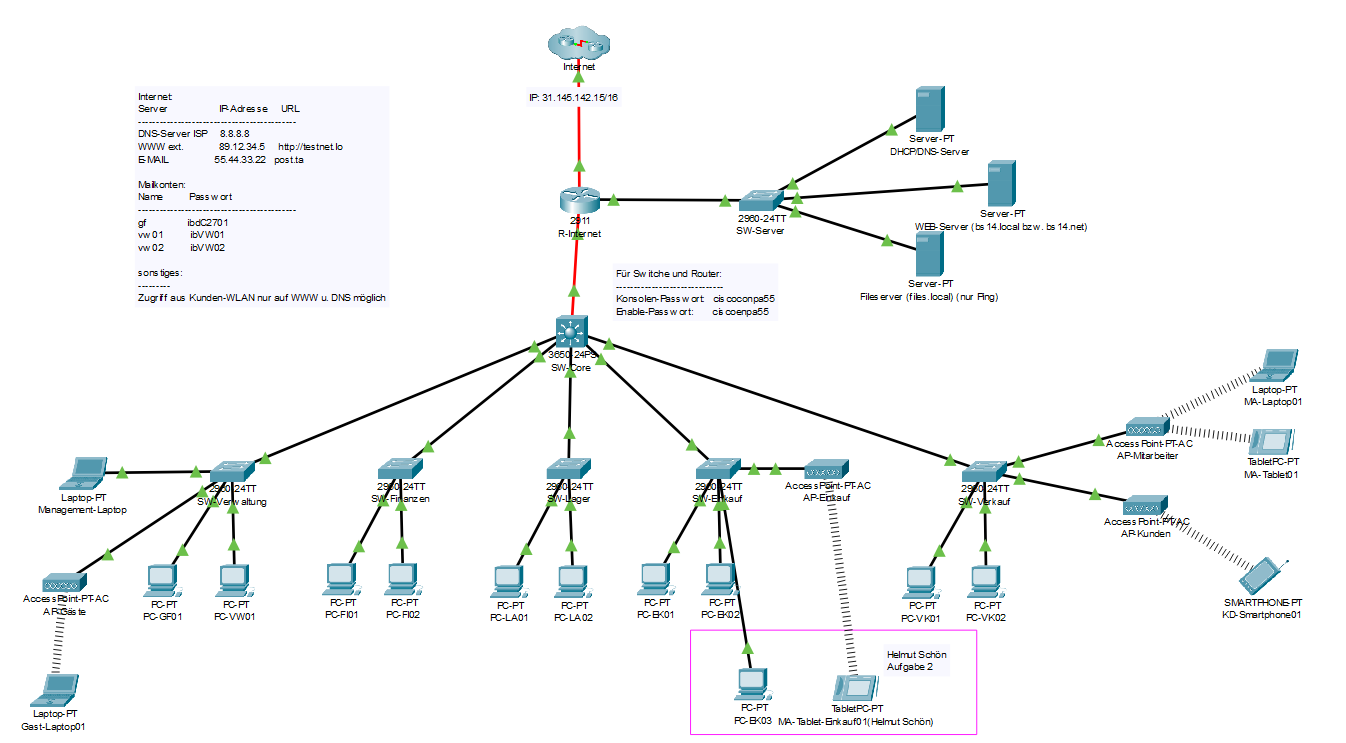 Internet
IP: 31.145.142.15/16
Internet:
Server IP-Adresse URL
--------------------------------------------
DNS-Server ISP 8.8.8.8
WWW ext. 89.12.34.5 http://testnet.lo
E-MAIL 55.44.33.22 post.ta
Mailkonten:
Name Passwort
--------------------------------------------
gf ibdC2701
vw01 ibVW01
vw02 ibVW02
sonstiges:
---------
Zugriff aus Kunden-WLAN nur auf WWW u. DNS möglich
Server-PT
DHCP/DNS-Server
Server-PT
WEB-Server (bs14.local bzw. bs14.net)
Server-PT
Fileserver (files.local) (nur Ping)
2960-24TT
SW-Server
2911
R-Internet
Für Switche und Router:
------------------------------
Konsolen-Passwort: ciscoconpa55
Enable-Passwort: ciscoenpa55
3650-24PS
SW-Core
Laptop-PT
MA-Laptop01
Access Point-PT-AC
AP-Mitarbeiter
TabletPC-PT
MA-Tablet01
Laptop-PT
Management-Laptop
2960-24TT
SW-Verwaltung
2960-24TT
SW-Finanzen
2960-24TT
SW-Lager
2960-24TT
SW-Einkauf
Access Point-PT-AC
AP-Einkauf
2960-24TT
SW-Verkauf
Access Point-PT-AC
AP-Kunden
Access Point-PT-AC
AP-Gäste
PC-PT
PC-GF01
PC-PT
PC-VW01
PC-PT
PC-FI01
PC-PT
PC-FI02
PC-PT
PC-LA01
PC-PT
PC-LA02
PC-PT
PC-EK01
PC-PT
PC-EK02
PC-PT
PC-VK01
PC-PT
PC-VK02
SMARTPHONE-PT
KD-Smartphone01
Helmut Schön
Aufgabe 2
Laptop-PT
Gast-Laptop01
PC-PT
PC-EK03
TabletPC-PT
MA-Tablet-Einkauf01(Helmut Schön)